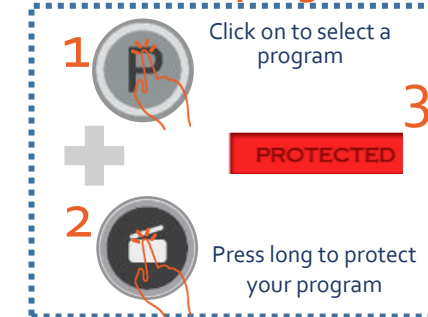 1
P
Click on to select a
program
3
PROTECTED
2
Press long to protect
your program